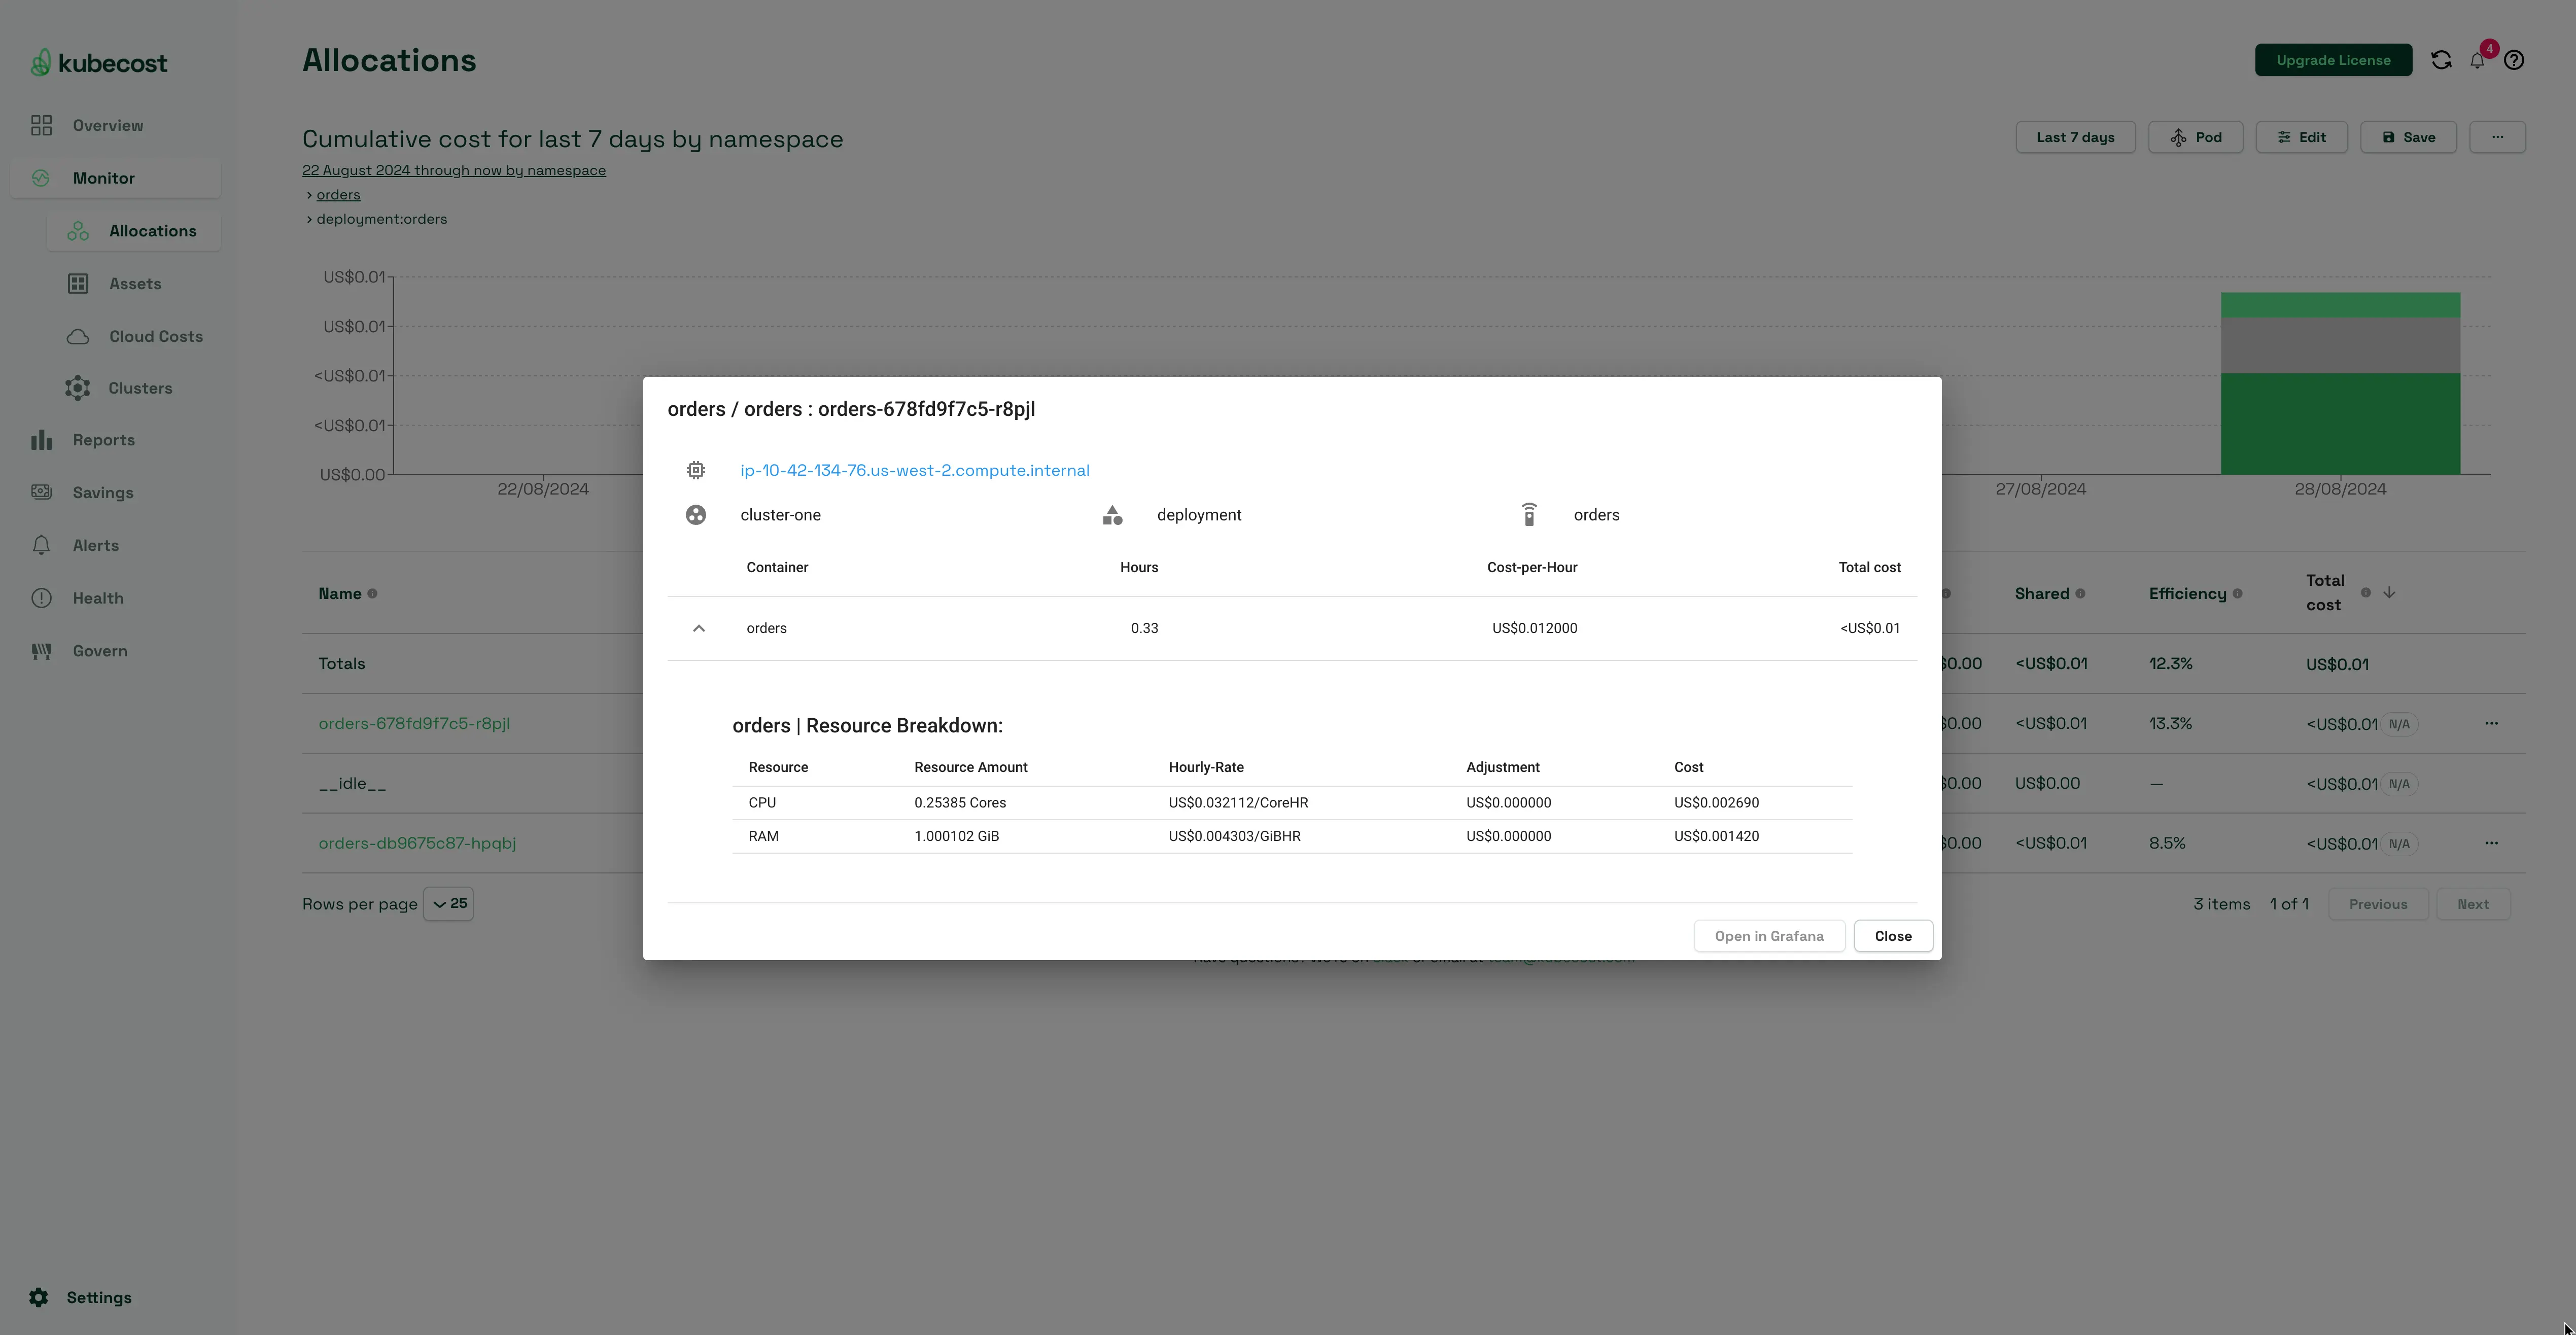 kubecost
Overview
Monitor
Allocations
Assets
Cloud Costs
Clusters
Reports
Savings
Alerts
Health
Govern
Settings
Allocations
Upgrade License
4
Cumulative cost for last 7 days by namespace
Last 7 days
Pod
Edit
Save
...
22 August 2024 through now by namespace
› orders
› deployment:orders
US$0.01
US$0.01
<US$0.01
<US$0.01
US$0.00
22/08/2024
27/08/2024
28/08/2024
Name
Shared
Efficiency
Total cost
Totals
$0.00 <US$0.01 12.3% US$0.01
orders-678fd9f7c5-r8pjl
$0.00 <US$0.01 13.3% <US$0.01 N/A ...
__idle__
$0.00 US$0.00 — <US$0.01 N/A
orders-db9675c87-hpqbj
$0.00 <US$0.01 8.5% <US$0.01 N/A ...
Rows per page 25
3 items 1 of 1 Previous Next
orders / orders : orders-678fd9f7c5-r8pjl
ip-10-42-134-76.us-west-2.compute.internal
cluster-one deployment orders
Container Hours Cost-per-Hour Total cost
orders 0.33 US$0.012000 <US$0.01
orders | Resource Breakdown:
Resource Resource Amount Hourly-Rate Adjustment Cost
CPU 0.25385 Cores US$0.032112/CoreHR US$0.000000 US$0.002690
RAM 1.000102 GiB US$0.004303/GiBHR US$0.000000 US$0.001420
Open in Grafana Close